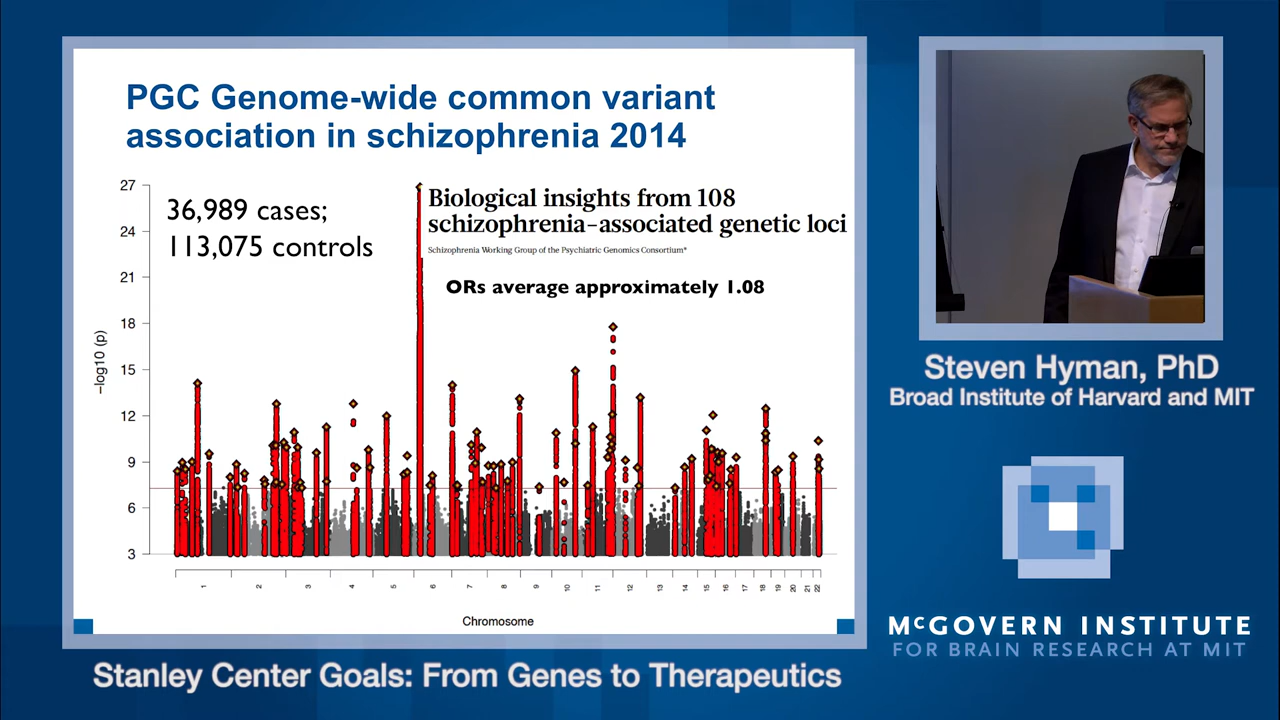 PGC Genome-wide common variant
association in schizophrenia 2014
36,989 cases;
113,075 controls
Biological insights from 108
schizophrenia-associated genetic loci
Schizophrenia Working Group of the Psychiatric Genomics Consortium*
ORs average approximately 1.08
−log10 (p)
27
24
21
18
15
12
9
6
3
1 2 3 4 5 6 7 8 9 10 11 12 13 14 15 16 17 18 19 20 21 22
Chromosome
Stanley Center Goals: From Genes to Therapeutics
Steven Hyman, PhD
Broad Institute of Harvard and MIT
McGOVERN INSTITUTE
FOR BRAIN RESEARCH AT MIT